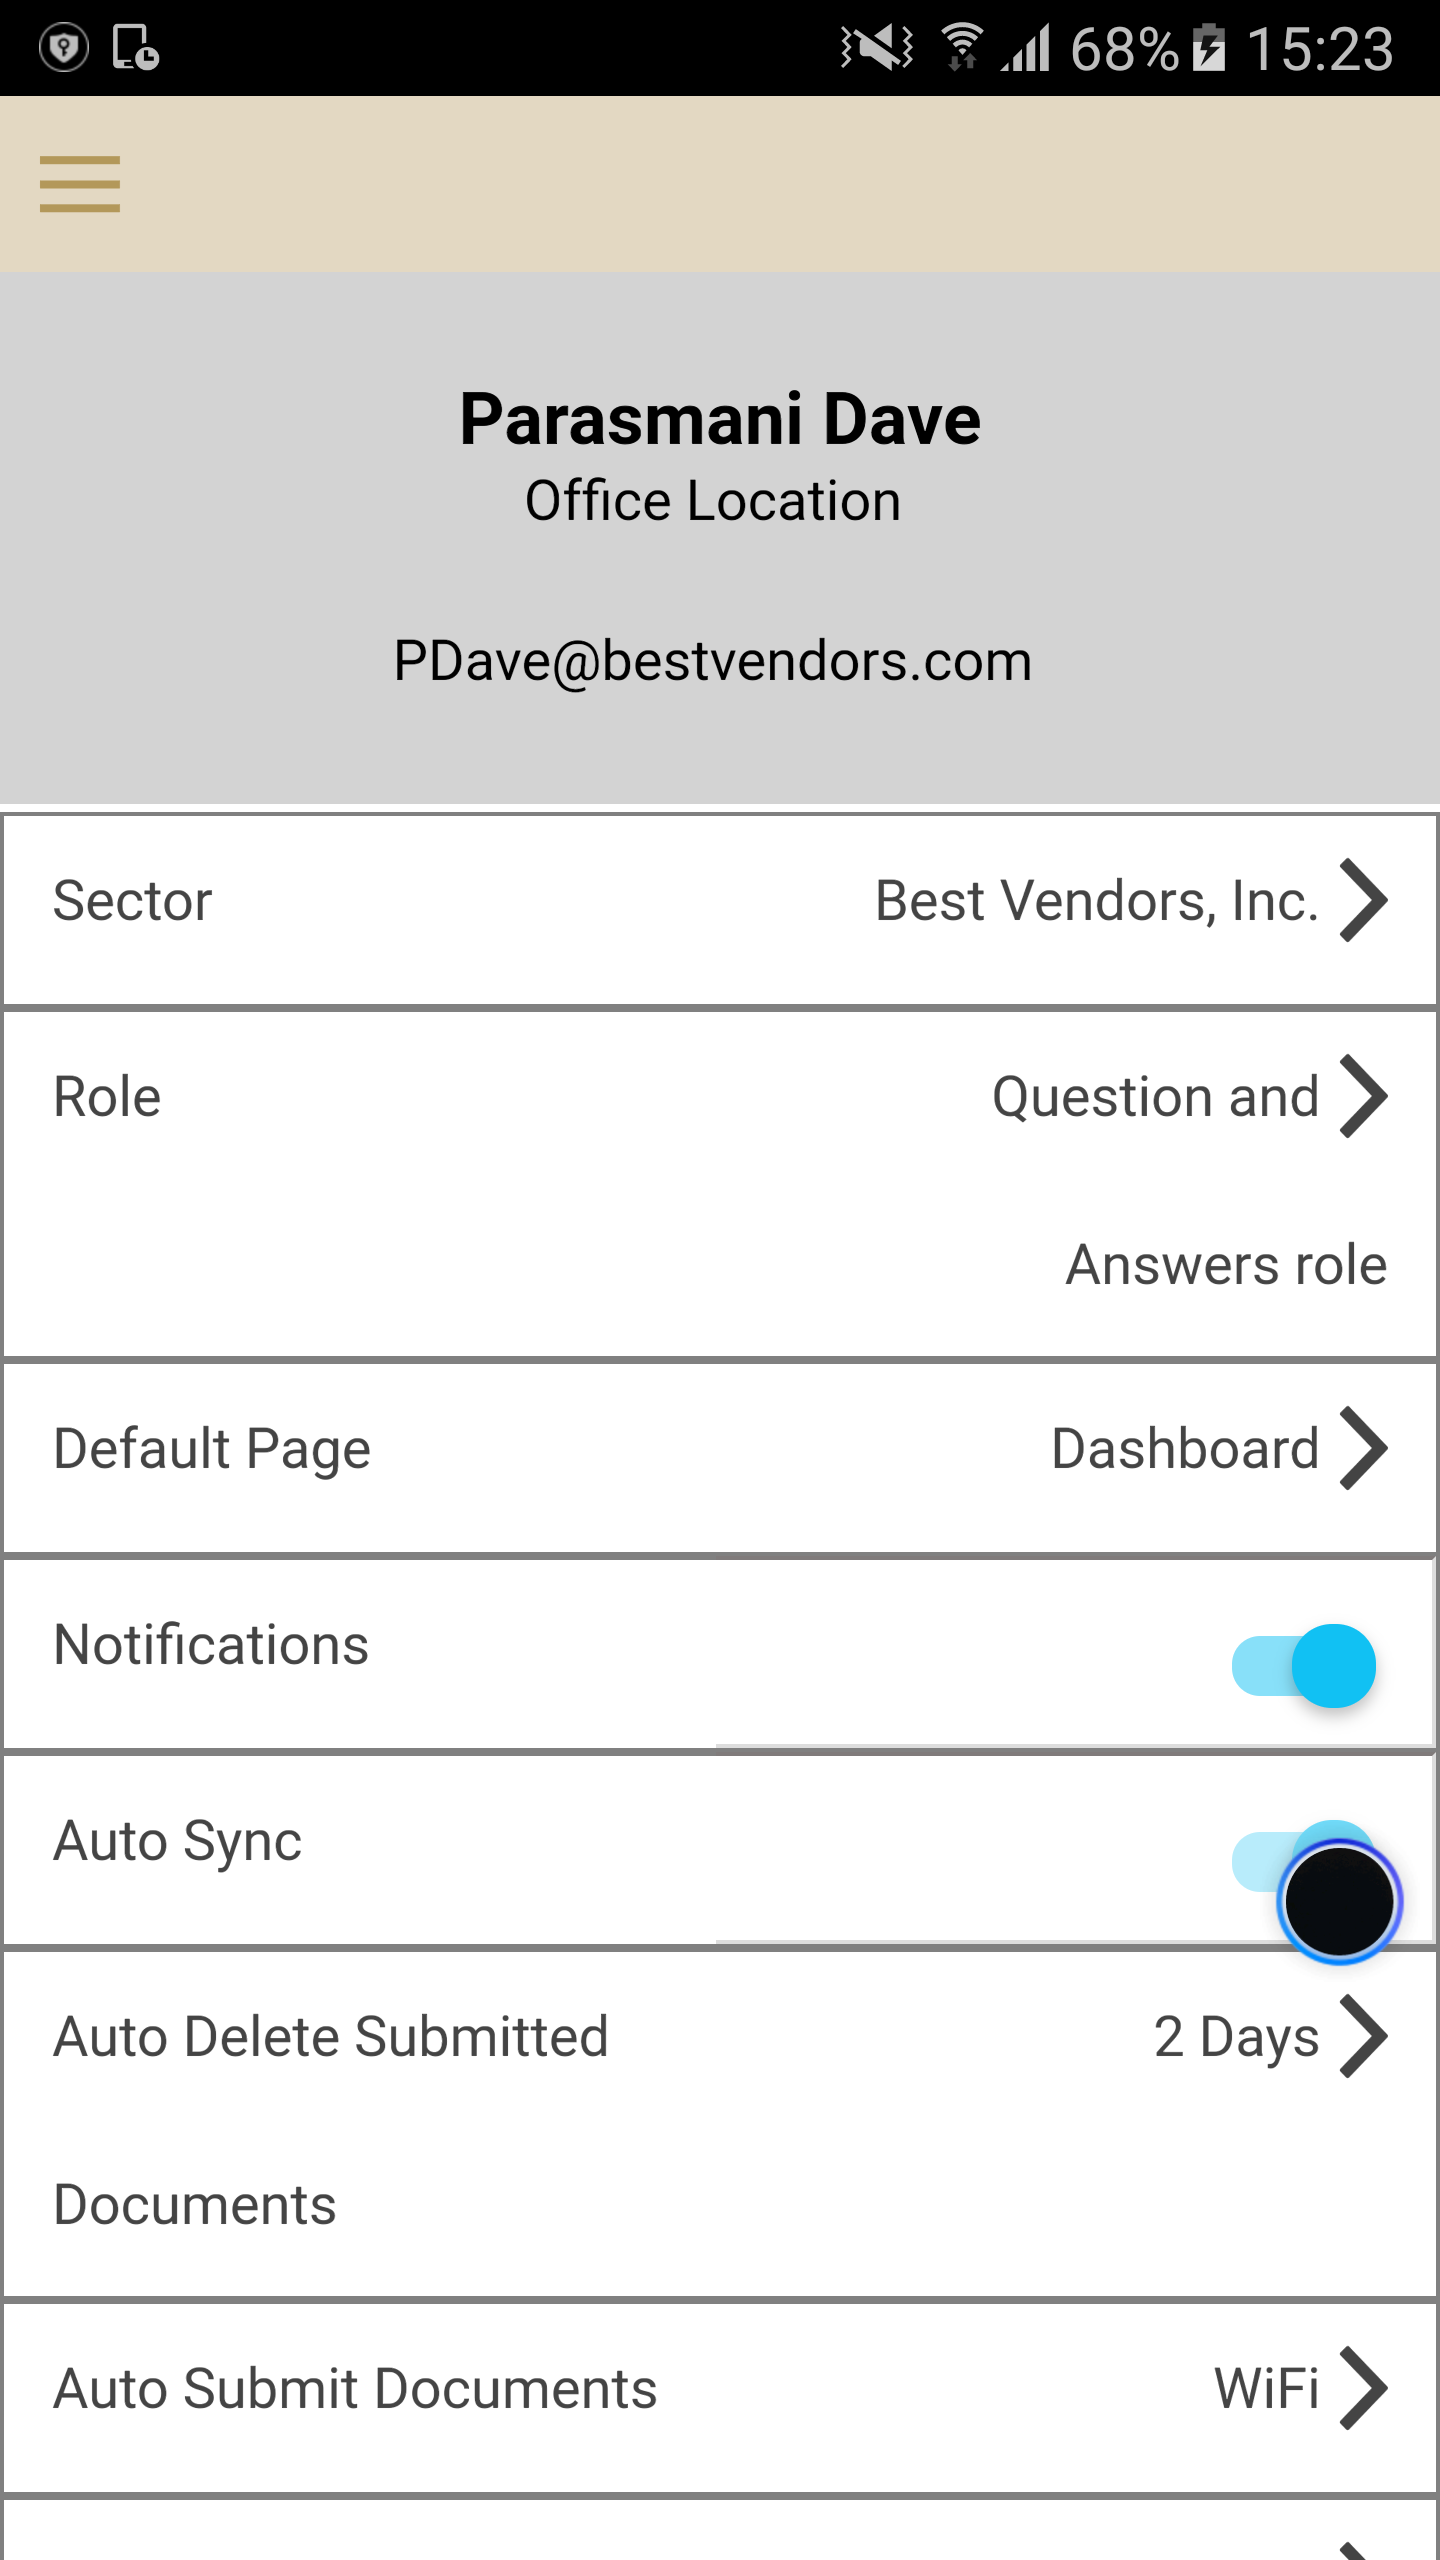 68% 15:23
Parasmani Dave
Office Location
PDave@bestvendors.com
Sector Best Vendors, Inc.
Role Question and
Answers role
Default Page Dashboard
Notifications
Auto Sync
Auto Delete Submitted 2 Days
Documents
Auto Submit Documents WiFi